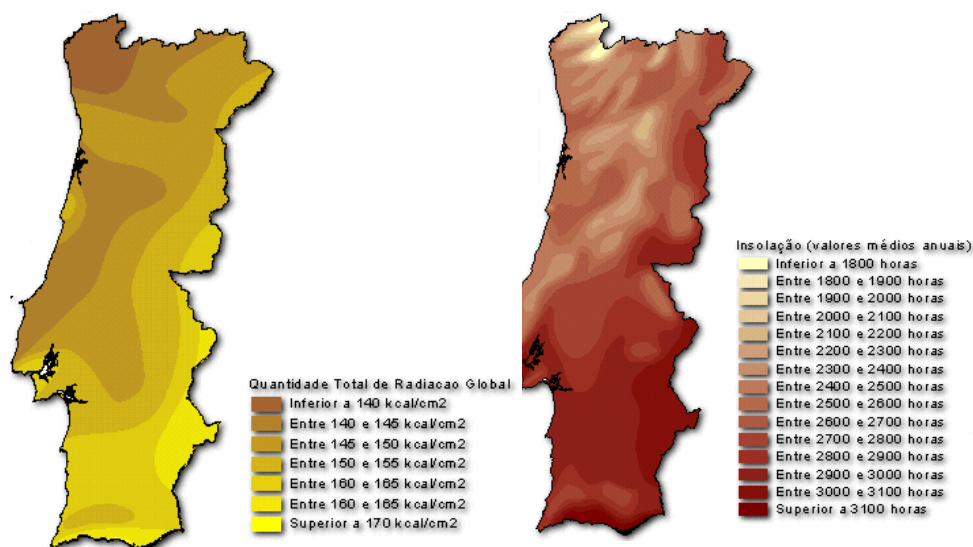 Quantidade Total de Radiacao Global
Inferior a 140 kcal/cm2
Entre 140 e 145 kcal/cm2
Entre 145 e 150 kcal/cm2
Entre 150 e 155 kcal/cm2
Entre 160 e 165 kcal/cm2
Entre 160 e 165 kcal/cm2
Superior a 170 kcal/cm2
Insolação (valores médios anuais)
Inferior a 1800 horas
Entre 1800 e 1900 horas
Entre 1900 e 2000 horas
Entre 2000 e 2100 horas
Entre 2100 e 2200 horas
Entre 2200 e 2300 horas
Entre 2300 e 2400 horas
Entre 2400 e 2500 horas
Entre 2500 e 2600 horas
Entre 2600 e 2700 horas
Entre 2700 e 2800 horas
Entre 2800 e 2900 horas
Entre 2900 e 3000 horas
Entre 3000 e 3100 horas
Superior a 3100 horas